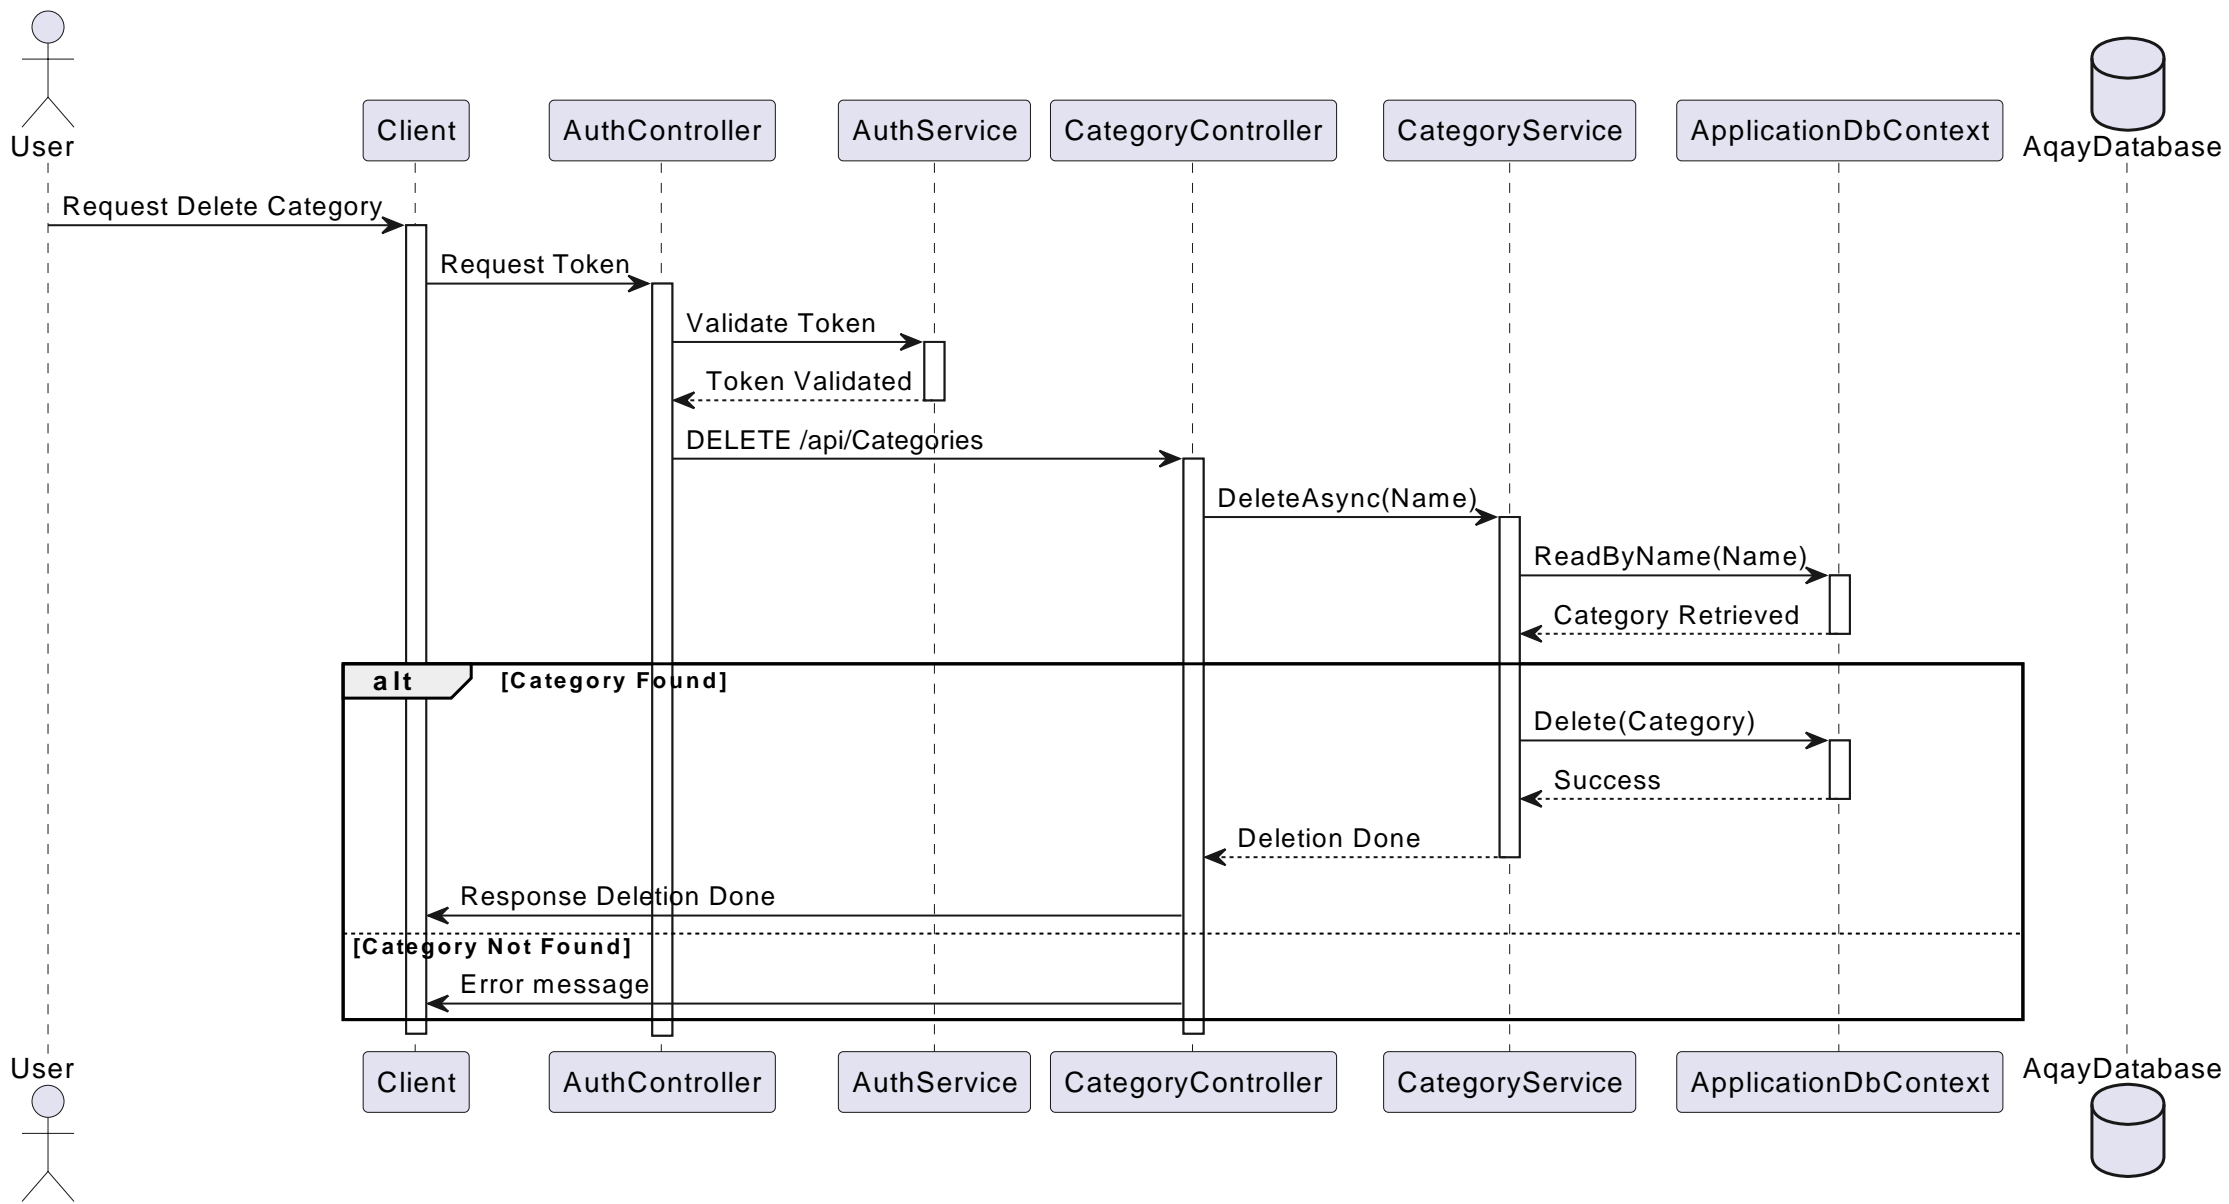 User
Client
AuthController
AuthService
CategoryController
CategoryService
ApplicationDbContext
AqayDatabase
Request Delete Category
Request Token
Validate Token
Token Validated
DELETE /api/Categories
DeleteAsync(Name)
ReadByName(Name)
Category Retrieved
alt [Category Found]
Delete(Category)
Success
Deletion Done
Response Deletion Done
[Category Not Found]
Error message
User
Client
AuthController
AuthService
CategoryController
CategoryService
ApplicationDbContext
AqayDatabase